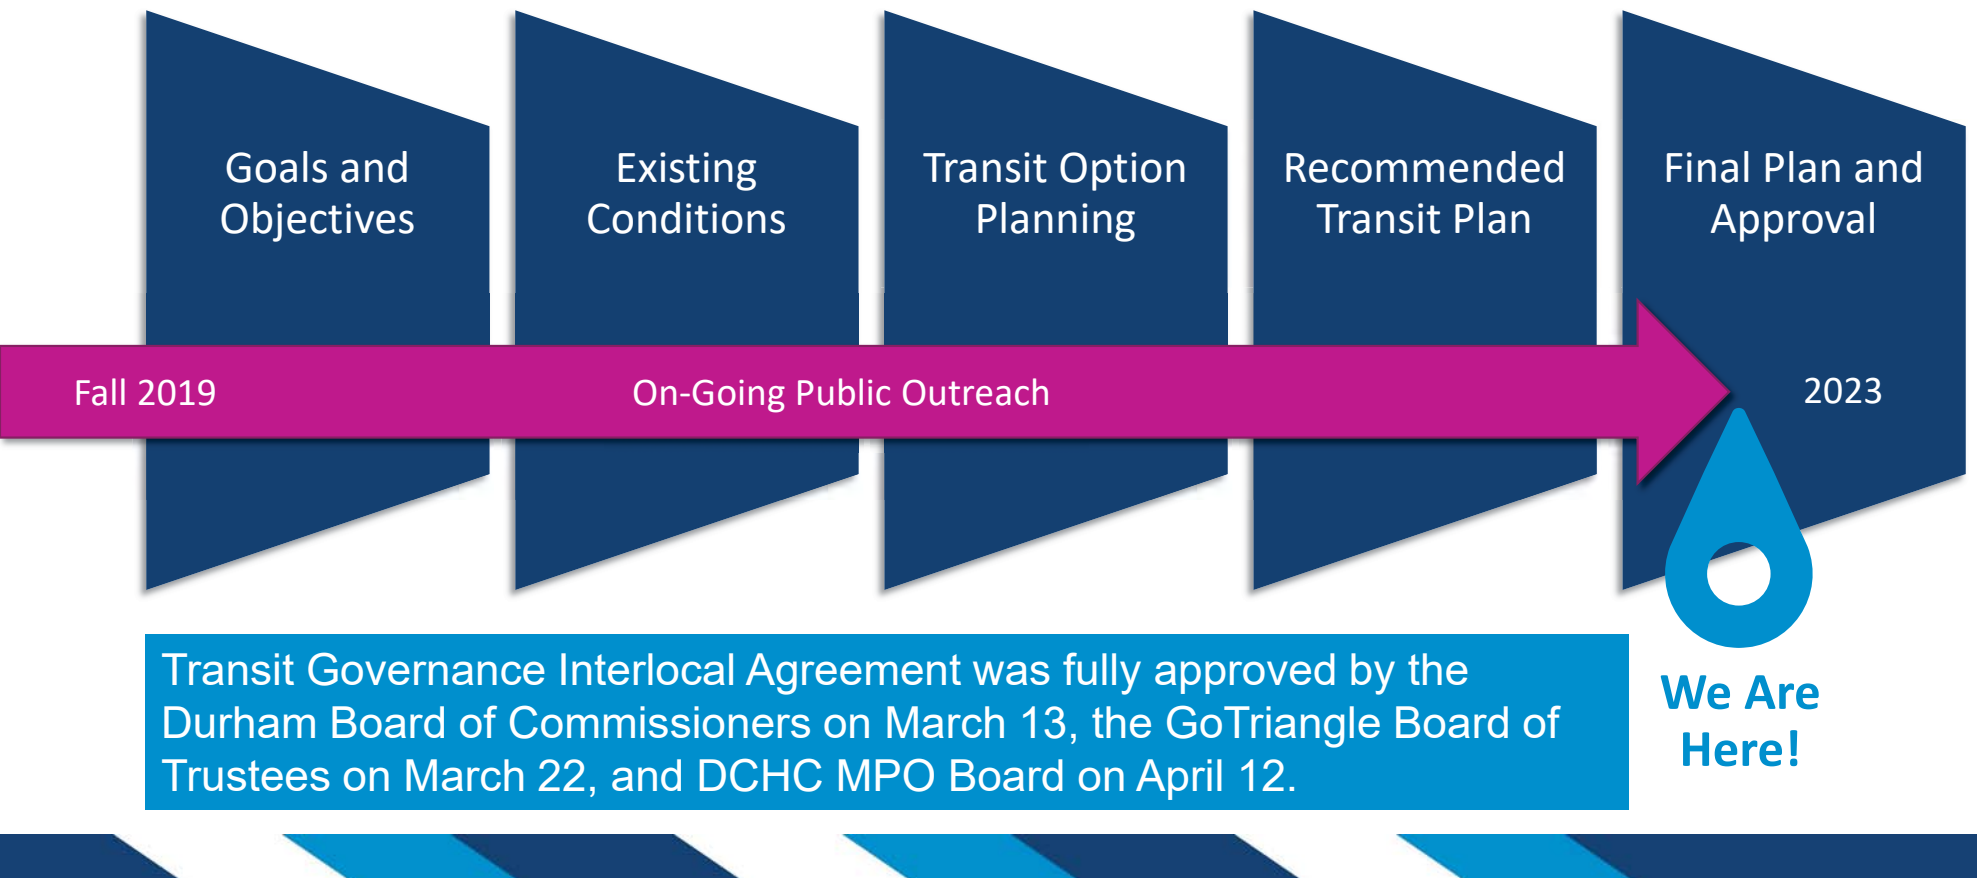 Goals and
Objectives
Existing
Conditions
Transit Option
Planning
Recommended
Transit Plan
Final Plan and
Approval
Fall 2019
On-Going Public Outreach
2023
Transit Governance Interlocal Agreement was fully approved by the
Durham Board of Commissioners on March 13, the GoTriangle Board of
Trustees on March 22, and DCHC MPO Board on April 12.
We Are
Here!